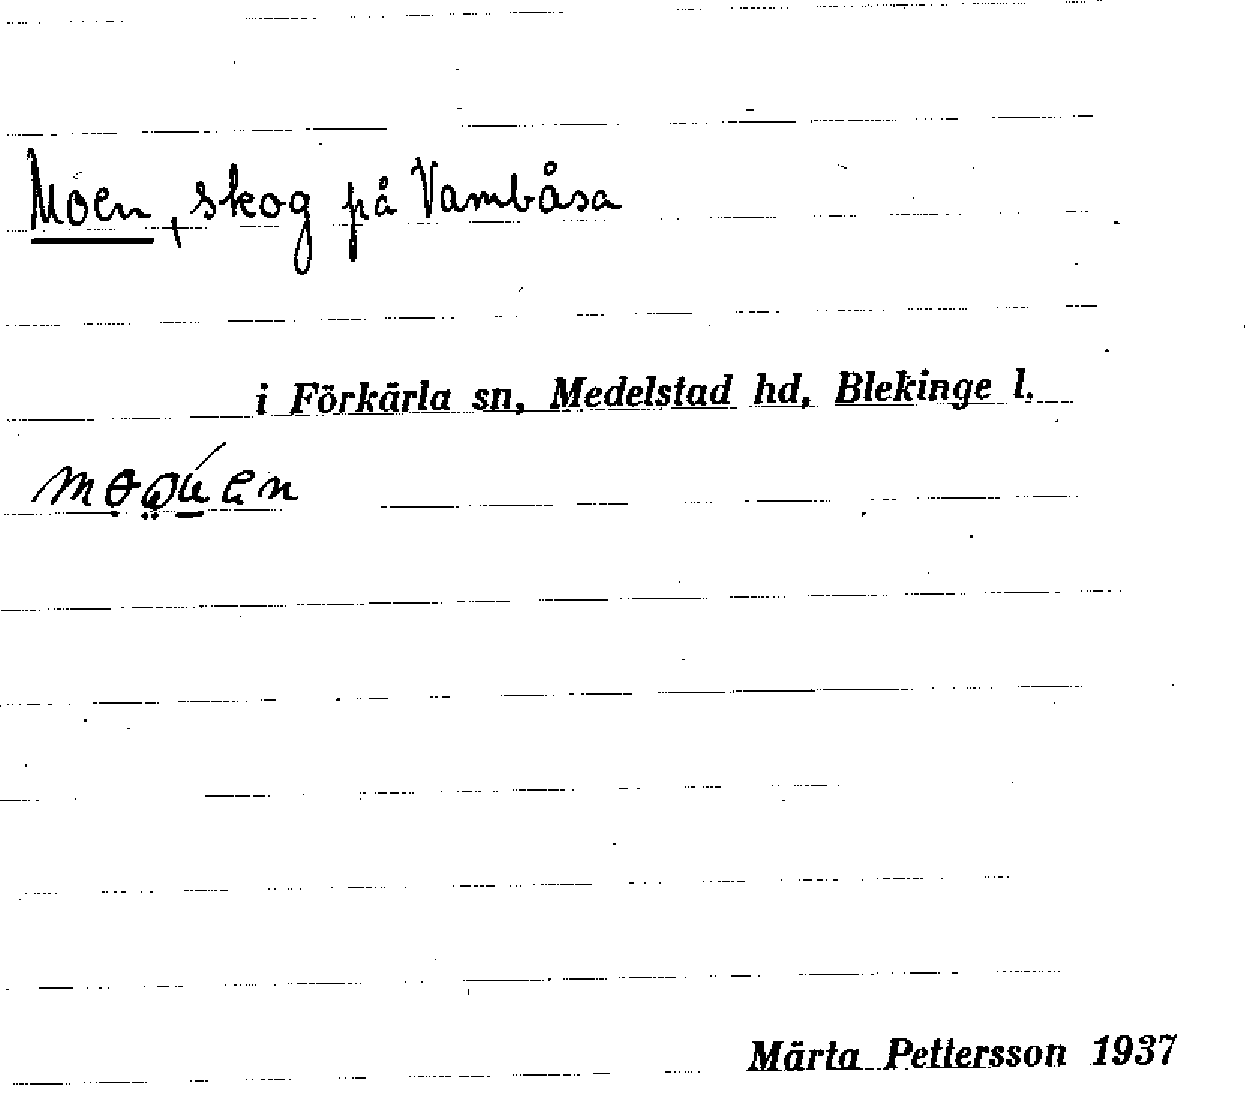 Moen, skog på Vambåsa
i Förkärla sn, Medelstad hd, Blekinge l.
Märta Pettersson 1937